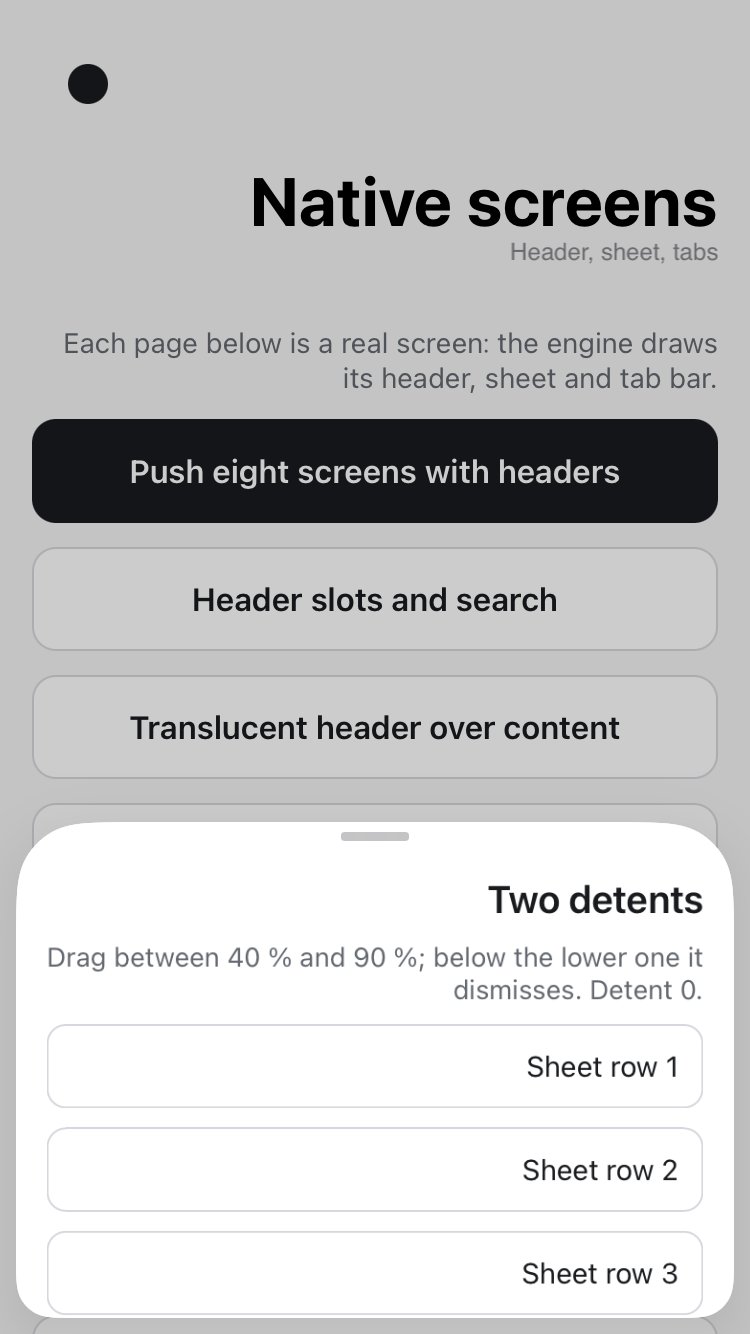 Native screens
Header, sheet, tabs
Each page below is a real screen: the engine draws
its header, sheet and tab bar.
Push eight screens with headers
Header slots and search
Translucent header over content
Two detents
Drag between 40 % and 90 %; below the lower one it
dismisses. Detent 0.
Sheet row 1
Sheet row 2
Sheet row 3